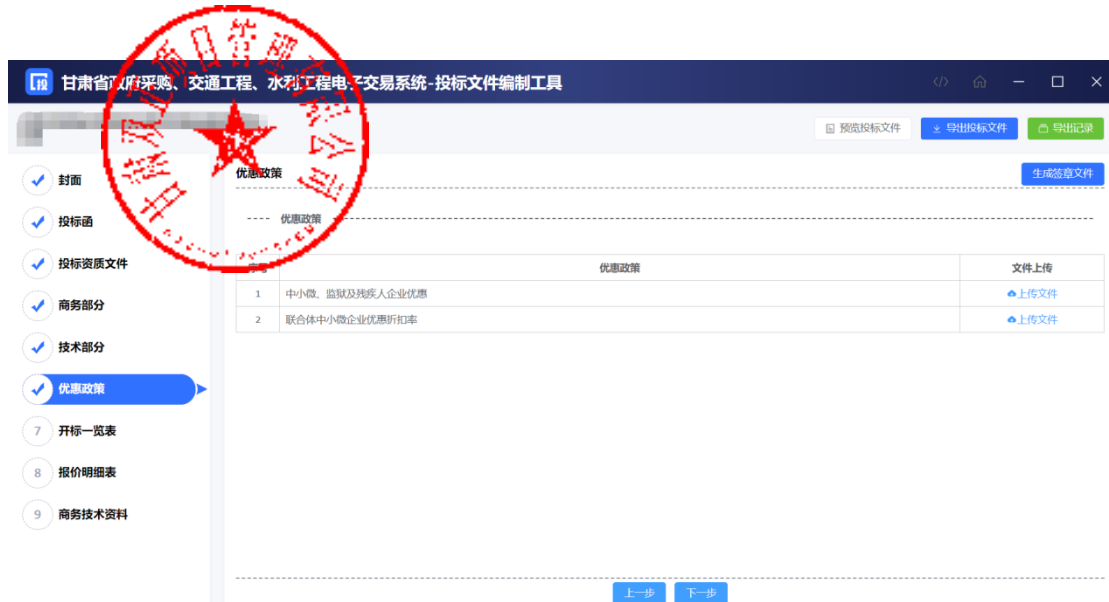 段 甘肃省政府采购、交通工程、水利工程电子交易系统-投标文件编制工具
预览投标文件 导出投标文件 导出记录
封面
投标函
投标资质文件
商务部分
技术部分
优惠政策
7 开标一览表
8 报价明细表
9 商务技术资料
优惠政策 生成签章文件
优惠政策
序号 优惠政策 文件上传
1 中小微、监狱及残疾人企业优惠 上传文件
2 联合体中小微企业优惠折扣率 上传文件
上一步 下一步